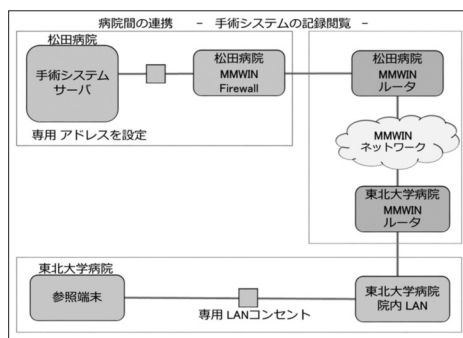 病院間の連携　－　手術システムの記録閲覧　－
松田病院
手術システム
サーバ
松田病院
MMWIN
Firewall
専用 アドレスを設定
松田病院
MMWIN
ルータ
MMWIN
ネットワーク
東北大学病院
MMWIN
ルータ
東北大学病院
参照端末
専用 LANコンセント
東北大学病院
院内 LAN